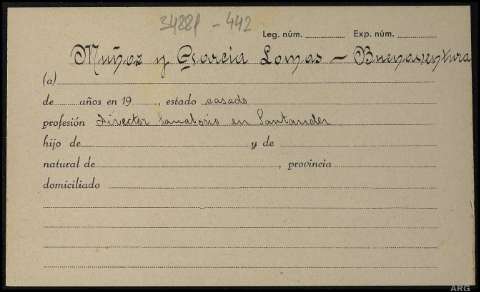 34881 - 442
Leg. núm. Exp. núm.
Muñoz y García Lomas - Buenaventura
(a)
de años en 19 , estado casado
profesión Director Sanatorio en Santander
hijo de y de
natural de , provincia
domiciliado
ARG